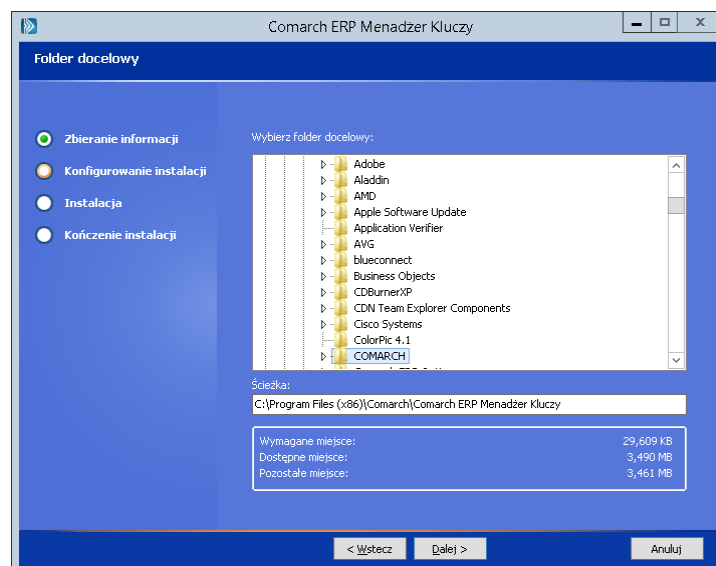 Comarch ERP Menadżer Kluczy
Folder docelowy
Zbieranie informacji
Konfigurowanie instalacji
Instalacja
Kończenie instalacji
Wybierz folder docelowy:
Adobe
Aladdin
AMD
Apple Software Update
Application Verifier
AVG
blueconnect
Business Objects
CDBurnerXP
CDN Team Explorer Components
Cisco Systems
ColorPic 4.1
COMARCH
Ścieżka:
C:\Program Files (x86)\Comarch\Comarch ERP Menadżer Kluczy
Wymagane miejsce: 29,609 KB
Dostępne miejsce: 3,490 MB
Pozostałe miejsce: 3,461 MB
< Wstecz Dalej > Anuluj